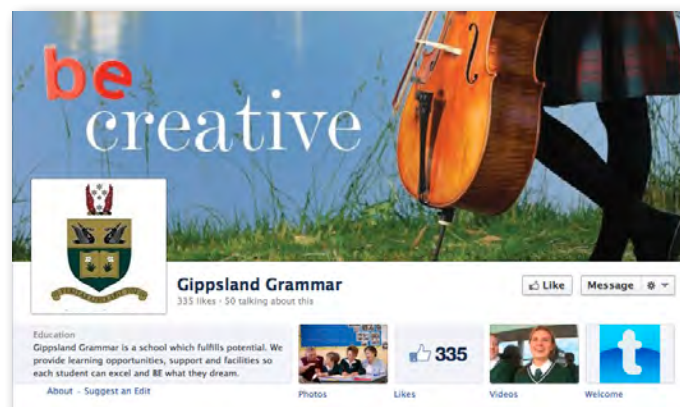 be
creative
Gippsland Grammar
335 likes · 50 talking about this
Like
Message
Education
Gippsland Grammar is a school which fulfills potential. We
provide learning opportunities, support and facilities so
each student can excel and BE what they dream.
About - Suggest an Edit
335
t
Photos
Likes
Videos
Welcome